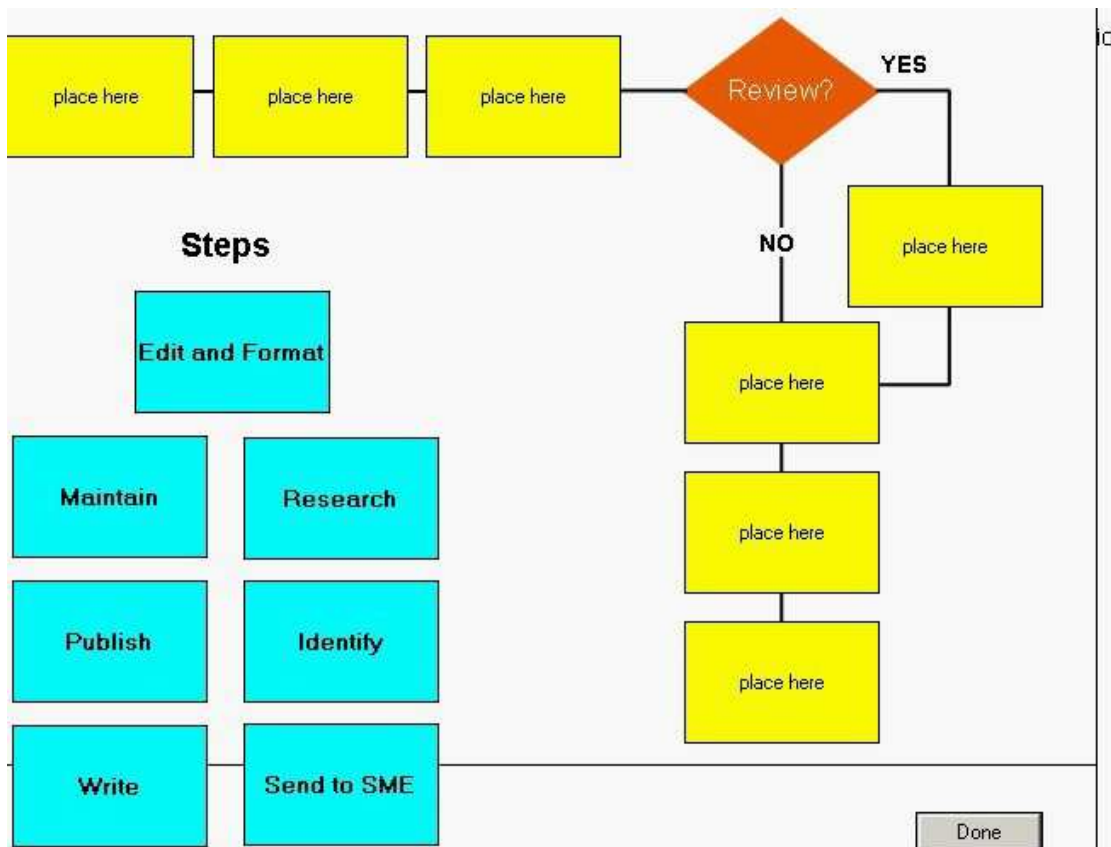 place here
place here
place here
Review?
YES
ic
place here
NO
place here
place here
place here
Steps
Edit and Format
Maintain
Research
Publish
Identify
Write
Send to SME
Done